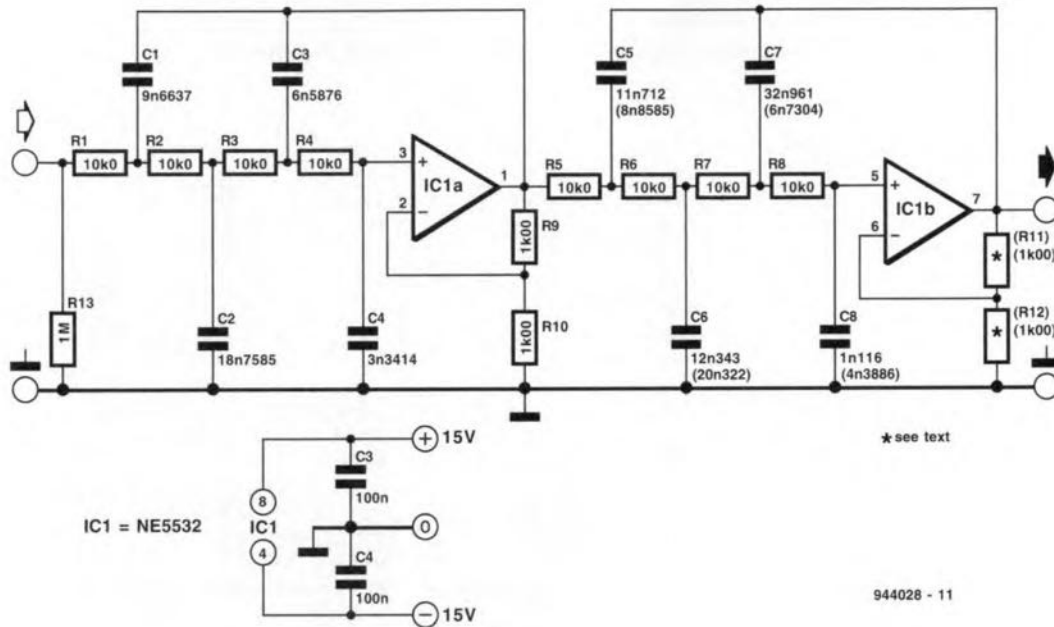 C1
9n6637
C3
6n5876
C5
11n712
(8n8585)
C7
32n961
(6n7304)
R1
10k0
R2
10k0
R3
10k0
R4
10k0
3
+
2
−
IC1a
1
R5
10k0
R6
10k0
R7
10k0
R8
10k0
5
+
6
−
IC1b
7
R9
1k00
R10
1k00
(R11)
*
(1k00)
(R12)
*
(1k00)
R13
1M
C2
18n7585
C4
3n3414
C6
12n343
(20n322)
C8
1n116
(4n3886)
* see text
+ 15V
C3
100n
8
IC1 = NE5532
IC1
0
4
C4
100n
− 15V
944028 - 11